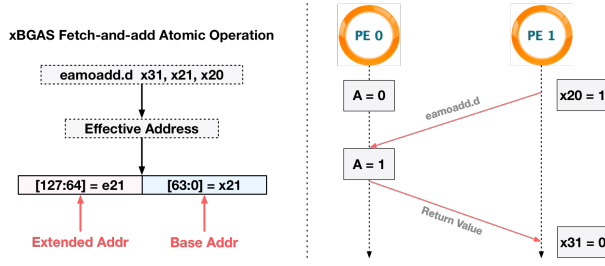 xBGAS Fetch-and-add Atomic Operation
eamoadd.d x31, x21, x20
Effective Address
[127:64] = e21
[63:0] = x21
Extended Addr
Base Addr
PE 0
PE 1
A = 0
x20 = 1
eamoadd.d
A = 1
Return Value
x31 = 0